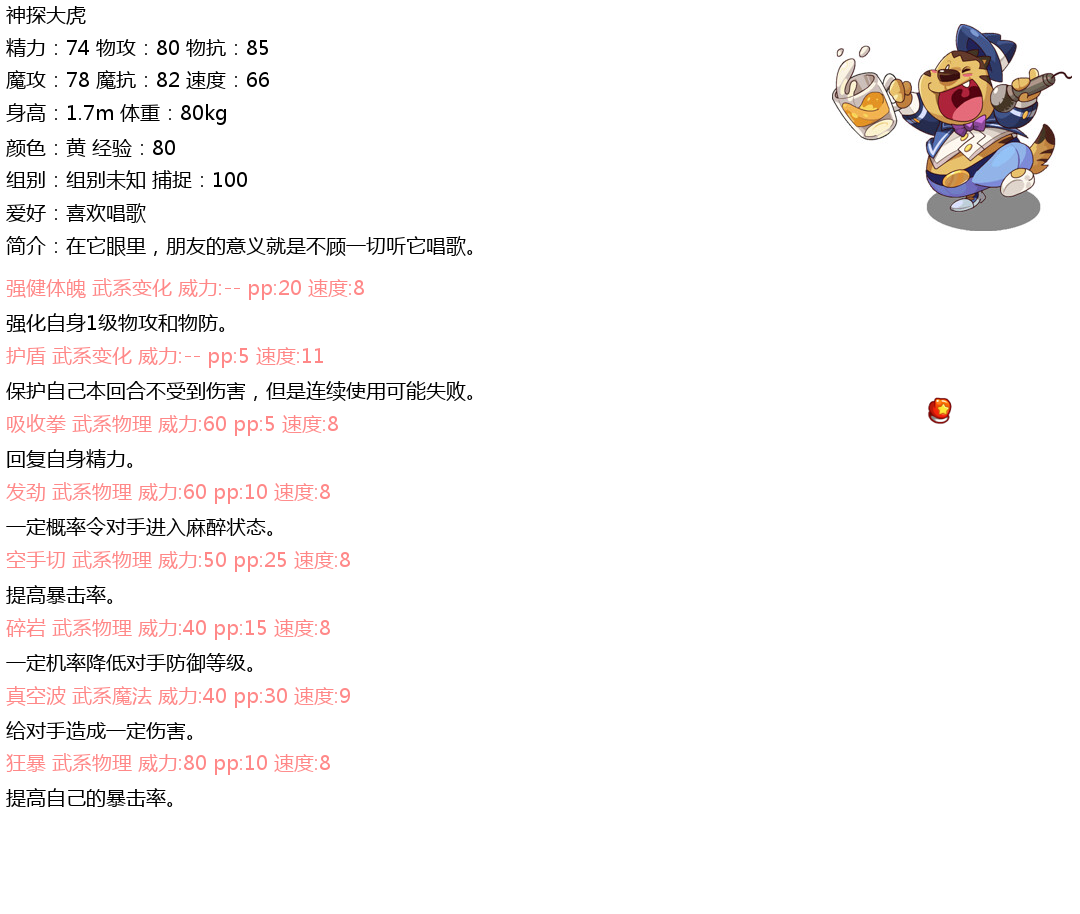 神探大虎
精力：74 物攻：80 物抗：85
魔攻：78 魔抗：82 速度：66
身高：1.7m 体重：80kg
颜色：黄 经验：80
组别：组别未知 捕捉：100
爱好：喜欢唱歌
简介：在它眼里，朋友的意义就是不顾一切听它唱歌。
强健体魄 武系变化 威力:-- pp:20 速度:8
强化自身1级物攻和物防。
护盾 武系变化 威力:-- pp:5 速度:11
保护自己本回合不受到伤害，但是连续使用可能失败。
吸收拳 武系物理 威力:60 pp:5 速度:8
回复自身精力。
发劲 武系物理 威力:60 pp:10 速度:8
一定概率令对手进入麻醉状态。
空手切 武系物理 威力:50 pp:25 速度:8
提高暴击率。
碎岩 武系物理 威力:40 pp:15 速度:8
一定机率降低对手防御等级。
真空波 武系魔法 威力:40 pp:30 速度:9
给对手造成一定伤害。
狂暴 武系物理 威力:80 pp:10 速度:8
提高自己的暴击率。